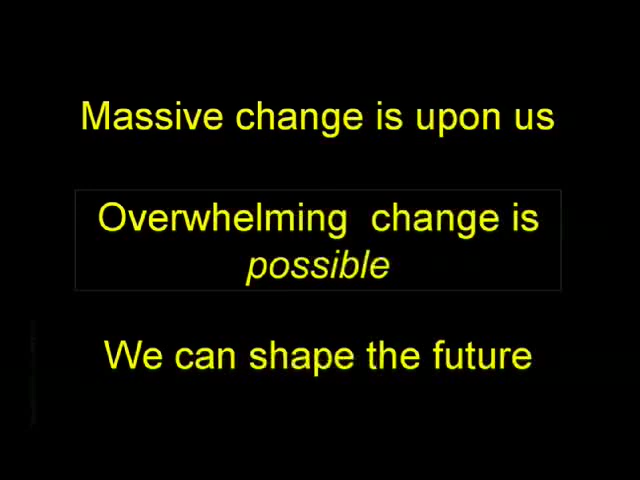 Massive change is upon us
Overwhelming  change is
possible
We can shape the future